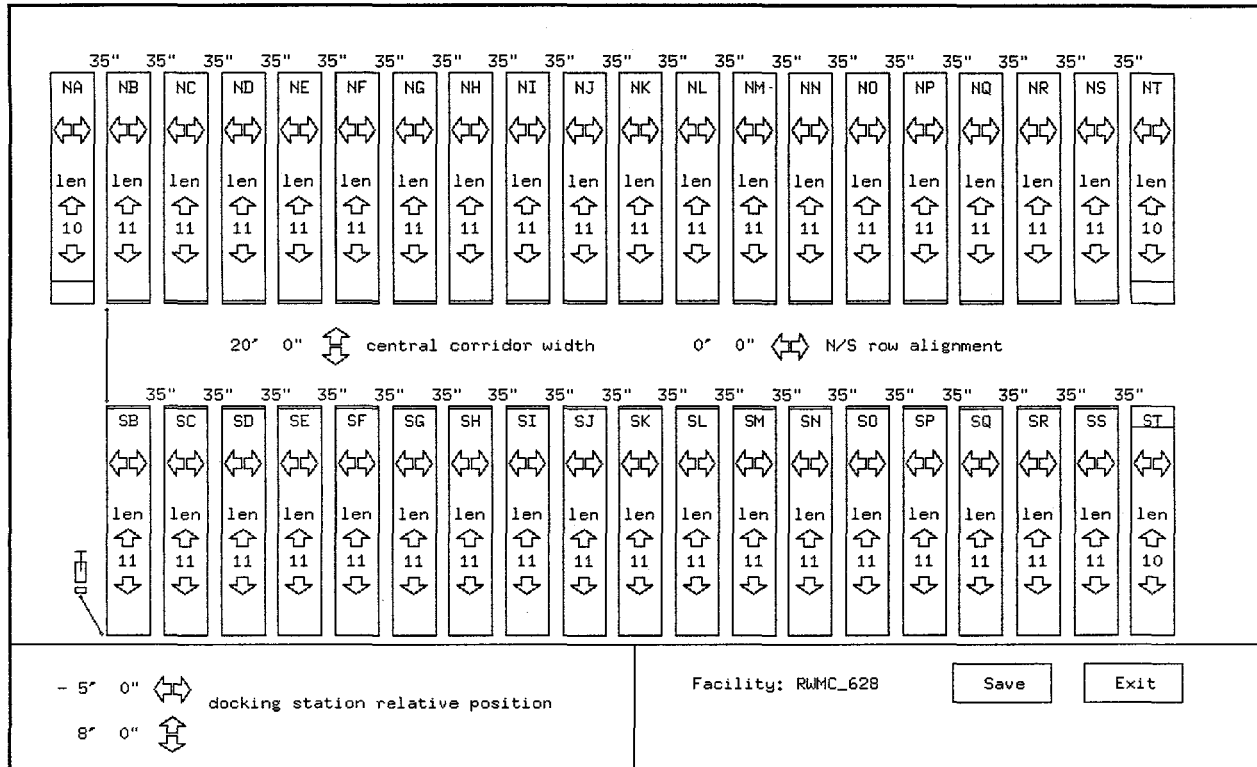 35" 35" 35" 35" 35" 35" 35" 35" 35" 35" 35" 35" 35" 35" 35" 35" 35" 35" 35"
NA NB NC ND NE NF NG NH NI NJ NK NL NM NN NO NP NQ NR NS NT
len len len len len len len len len len len len len len len len len len len len
10 11 11 11 11 11 11 11 11 11 11 11 11 11 11 11 11 11 11 10
20' 0" central corridor width 0' 0" N/S row alignment
35" 35" 35" 35" 35" 35" 35" 35" 35" 35" 35" 35" 35" 35" 35" 35" 35" 35"
SB SC SD SE SF SG SH SI SJ SK SL SM SN SO SP SQ SR SS ST
len len len len len len len len len len len len len len len len len len len
11 11 11 11 11 11 11 11 11 11 11 11 11 11 11 11 11 11 10
- 5' 0"
docking station relative position
8' 0"
Facility: RWMC_628 Save Exit